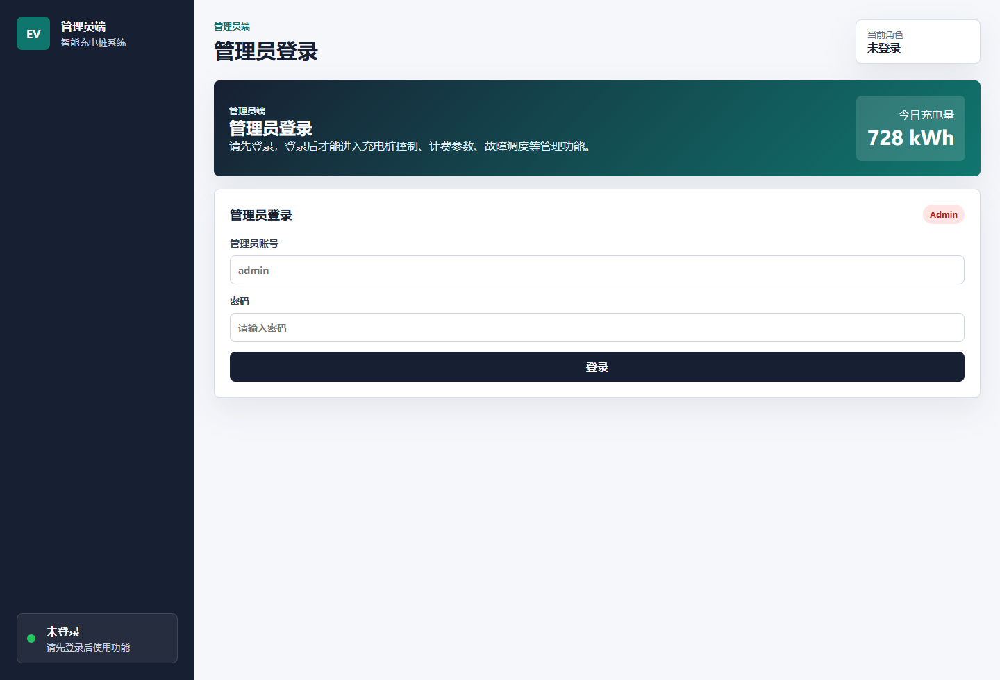 EV
管理员端
智能充电桩系统
未登录
请先登录后使用功能
管理员端
管理员登录
当前角色
未登录
管理员端
管理员登录
请先登录，登录后才能进入充电桩控制、计费参数、故障调度等管理功能。
今日充电量
728 kWh
管理员登录
Admin
管理员账号
admin
密码
请输入密码
登录